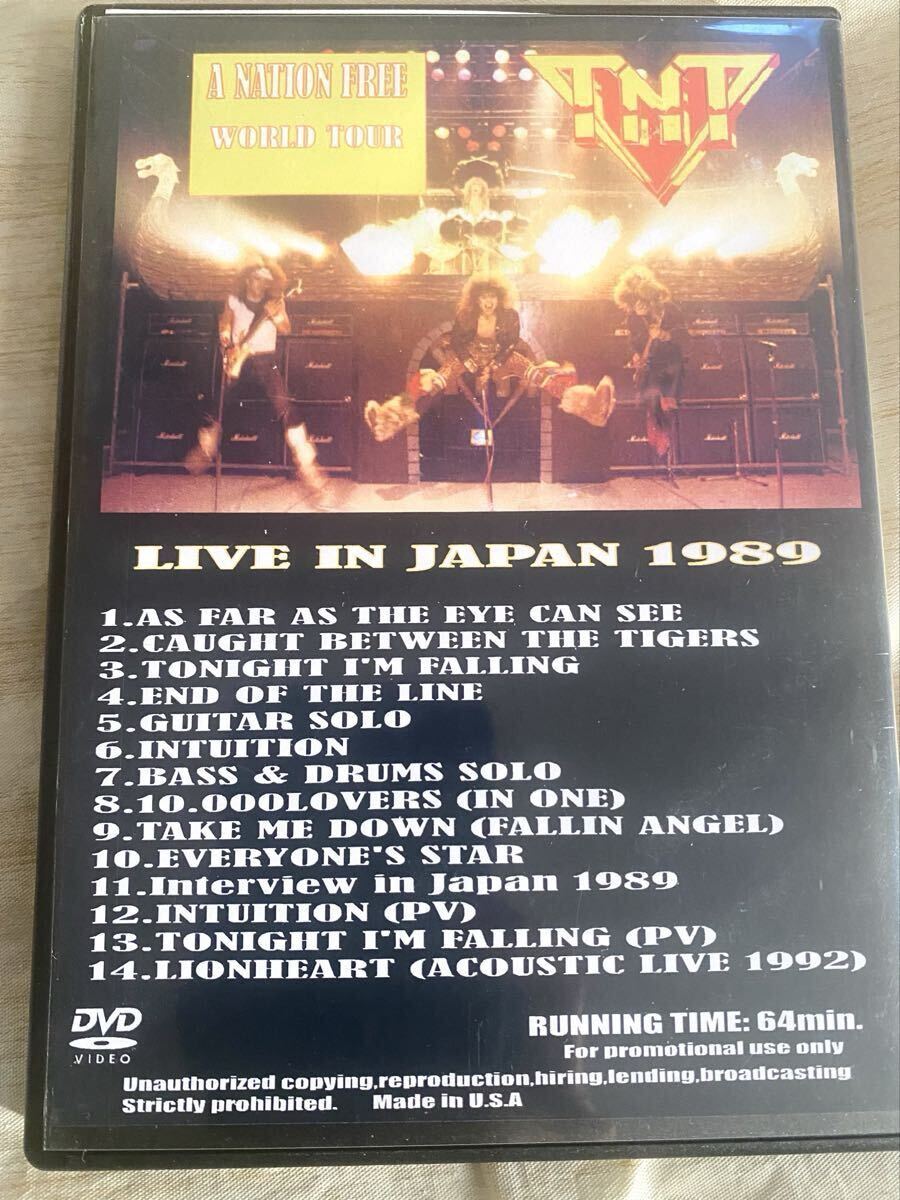 A NATION FREE
WORLD TOUR
TNT
LIVE IN JAPAN 1989
1.AS FAR AS THE EYE CAN SEE
2.CAUGHT BETWEEN THE TIGERS
3.TONIGHT I'M FALLING
4.END OF THE LINE
5.GUITAR SOLO
6.INTUITION
7.BASS & DRUMS SOLO
8.10.000LOVERS (IN ONE)
9.TAKE ME DOWN (FALLIN ANGEL)
10.EVERYONE'S STAR
11.Interview in Japan 1989
12.INTUITION (PV)
13.TONIGHT I'M FALLING (PV)
14.LIONHEART (ACOUSTIC LIVE 1992)
DVD
VIDEO
RUNNING TIME: 64min.
For promotional use only
Unauthorized copying,reproduction,hiring,lending,broadcasting
Strictly prohibited. Made in U.S.A